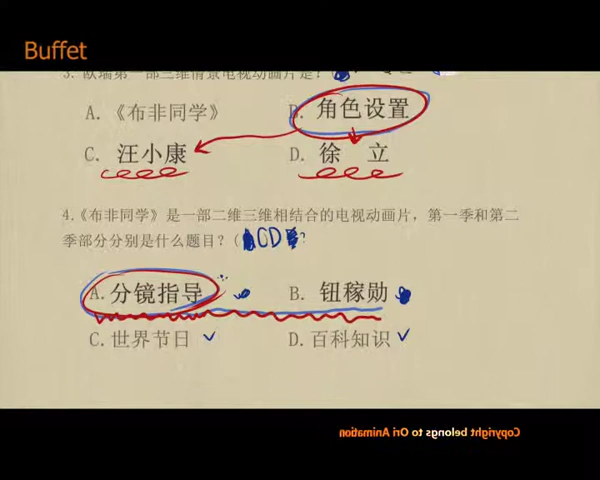 Buffet
3. 欧瑞第一部三维情景电视动画片是？
A.《布非同学》 B. 角色设置
C. 汪小康 D. 徐 立
4.《布非同学》是一部二维三维相结合的电视动画片，第一季和第二
季部分分别是什么题目？( CD ?
A. 分镜指导 B. 钮稼勋
C. 世界节日 D. 百科知识
Copyright belongs to Ori Animation